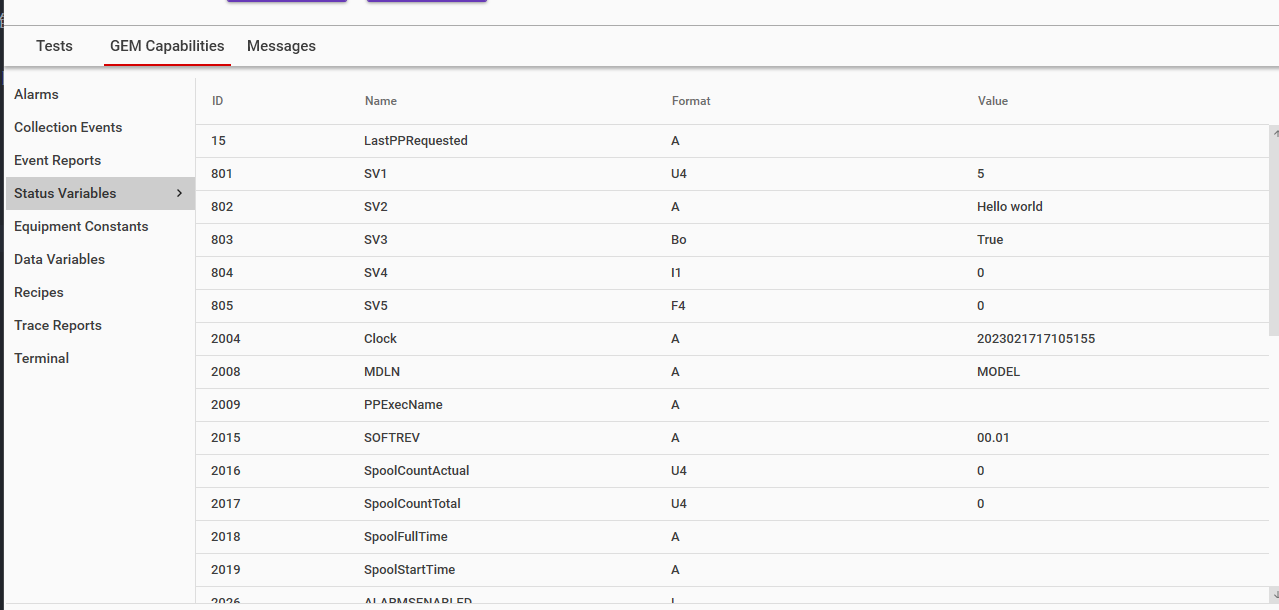 Tests GEM Capabilities Messages
Alarms
Collection Events
Event Reports
Status Variables
Equipment Constants
Data Variables
Recipes
Trace Reports
Terminal
ID Name Format Value
15 LastPPRequested A
801 SV1 U4 5
802 SV2 A Hello world
803 SV3 Bo True
804 SV4 I1 0
805 SV5 F4 0
2004 Clock A 2023021717105155
2008 MDLN A MODEL
2009 PPExecName A
2015 SOFTREV A 00.01
2016 SpoolCountActual U4 0
2017 SpoolCountTotal U4 0
2018 SpoolFullTime A
2019 SpoolStartTime A
2026 ALARMSENABLED L